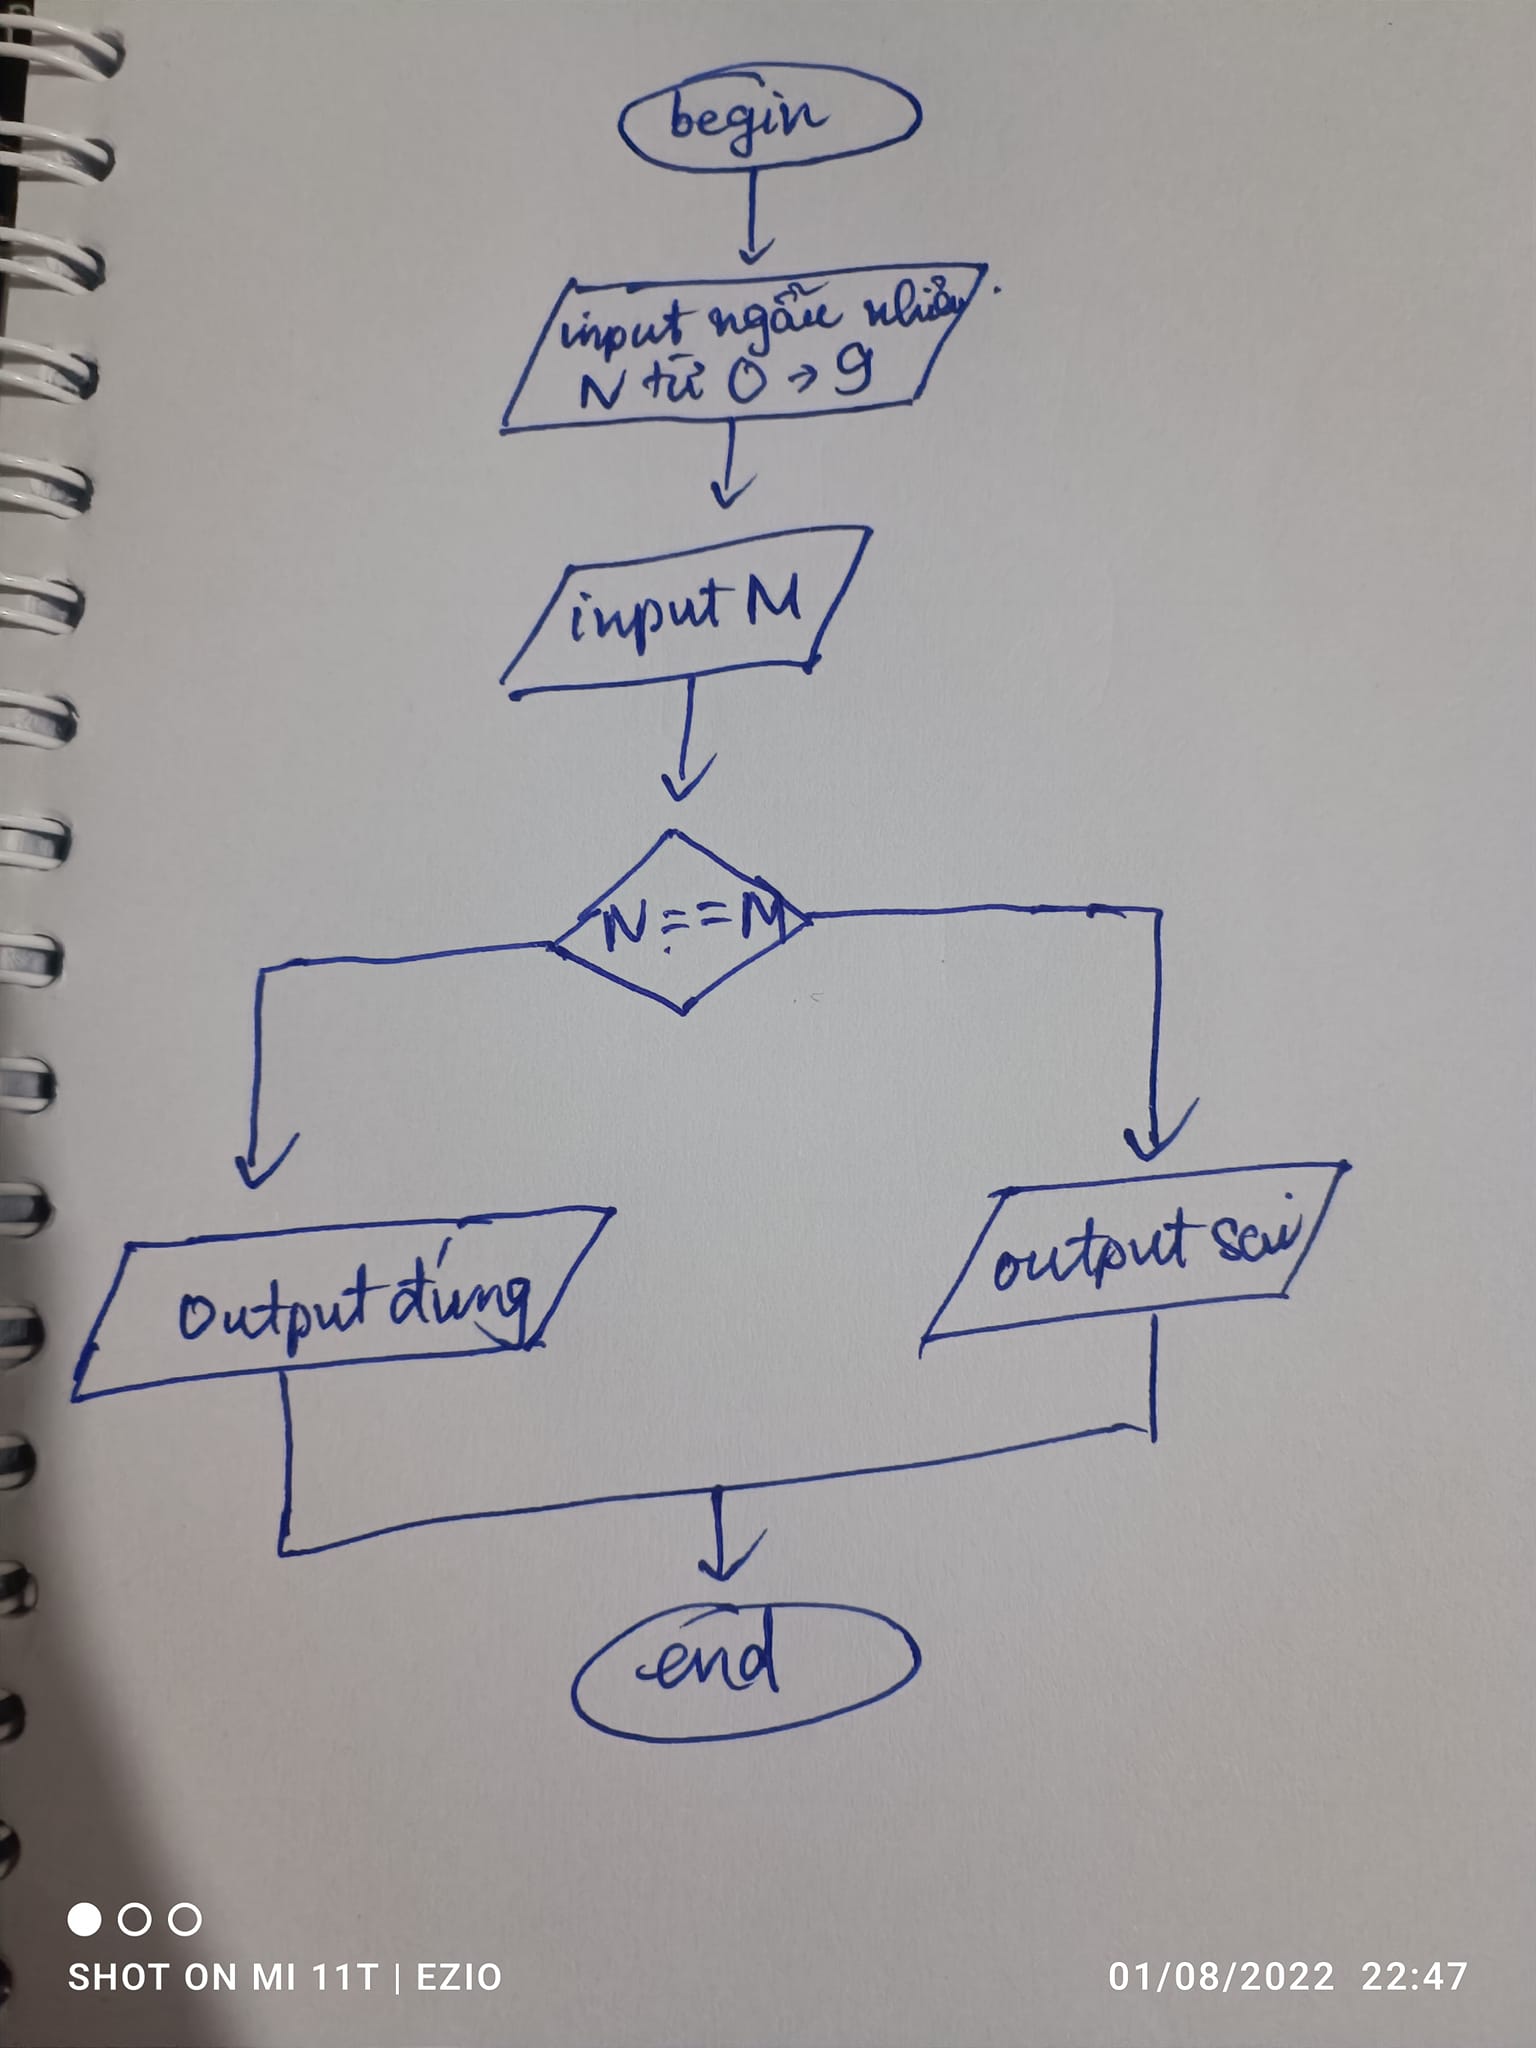 begin
input ngẫu nhiên
N từ 0 → 9
input M
N==M
Output đúng
output sai
end
SHOT ON MI 11T | EZIO
01/08/2022 22:47